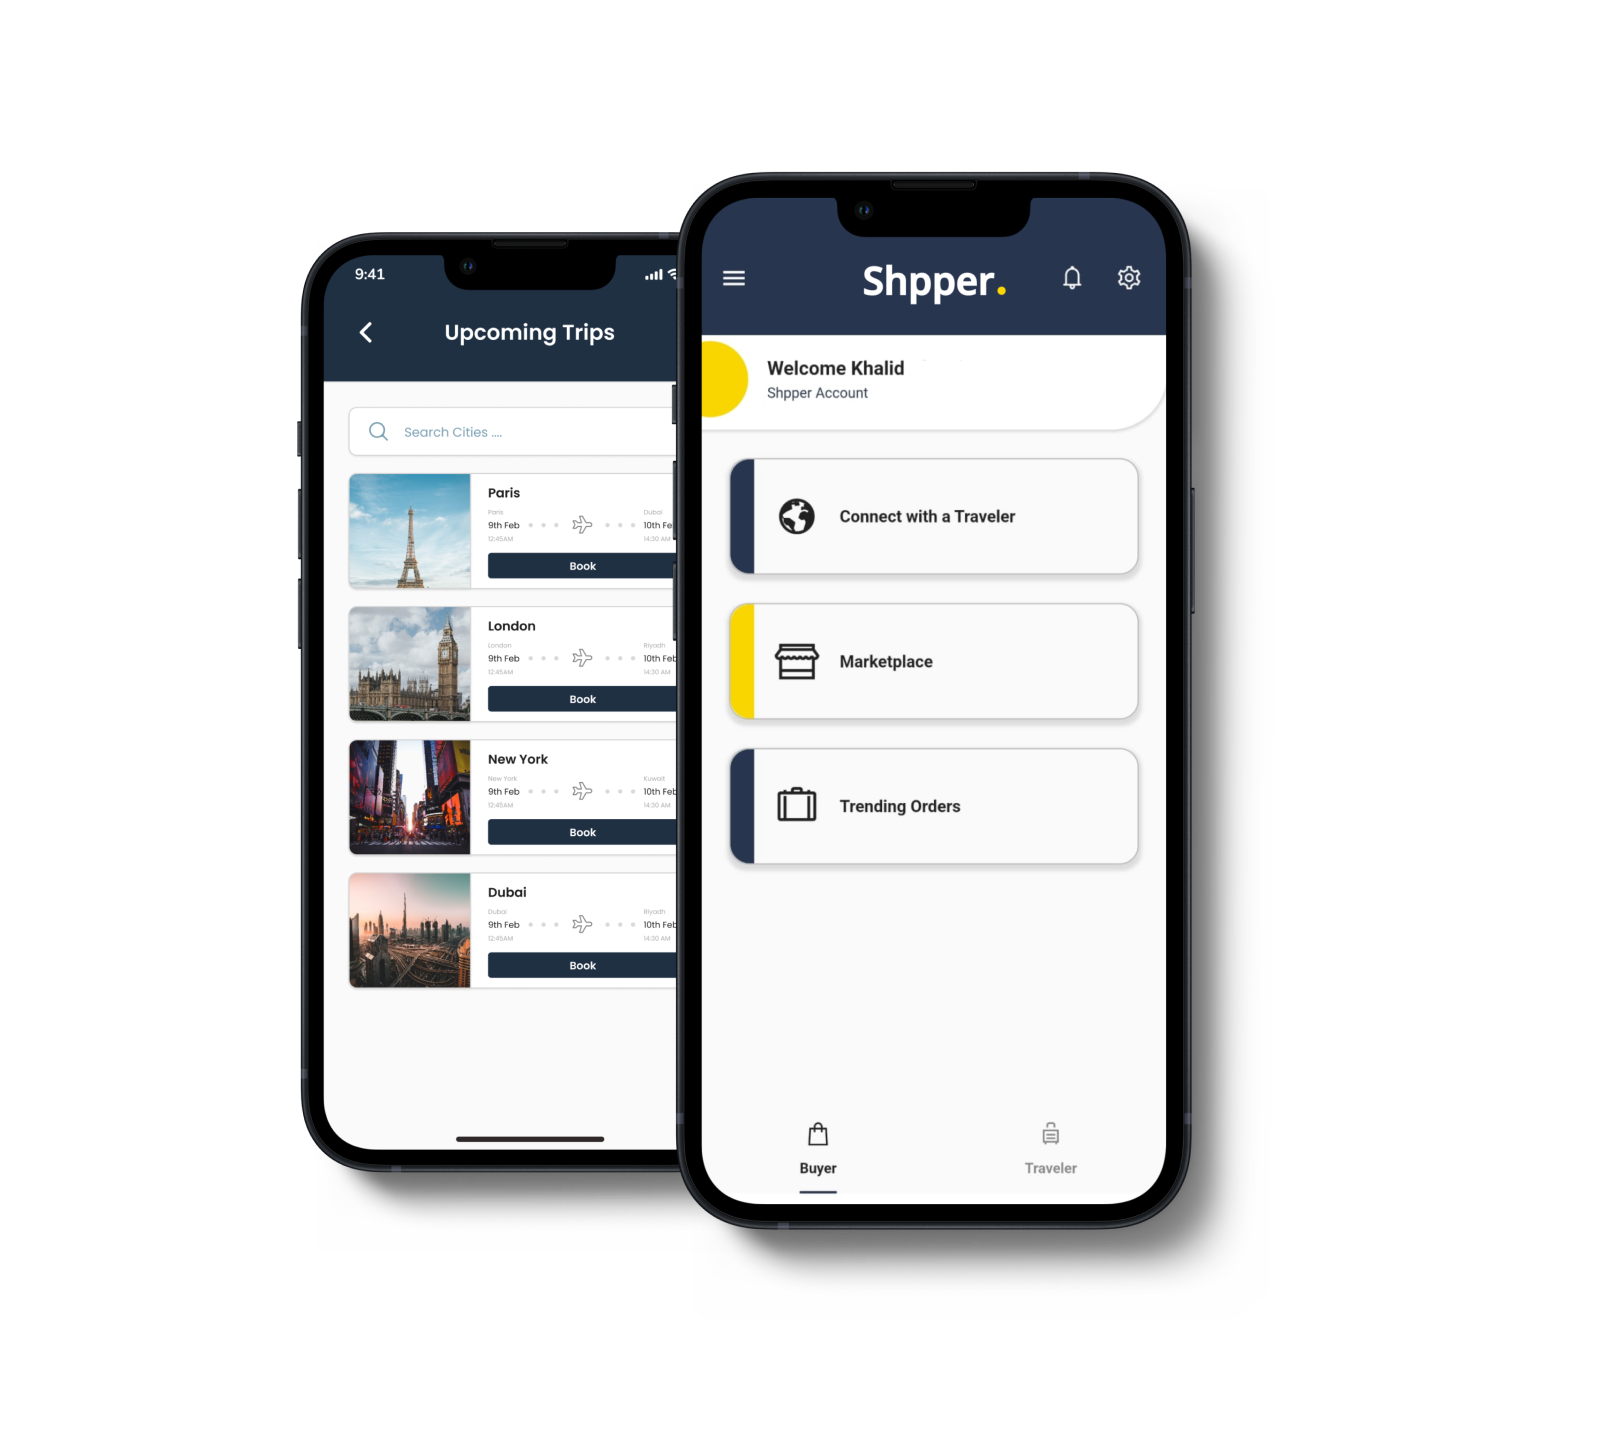 9:41
Upcoming Trips
Search Cities ....
Paris
Paris
Dubai
9th Feb
10th Fe
12:45AM
14:30 AM
Book
London
London
Riyadh
9th Feb
10th Feb
12:45AM
14:30 AM
Book
New York
New York
Kuwait
9th Feb
10th Feb
12:45AM
14:30 AM
Book
Dubai
Dubai
Riyadh
9th Feb
10th Feb
12:45AM
14:30 AM
Book
Shpper.
Welcome Khalid
Shpper Account
Connect with a Traveler
Marketplace
Trending Orders
Buyer
Traveler